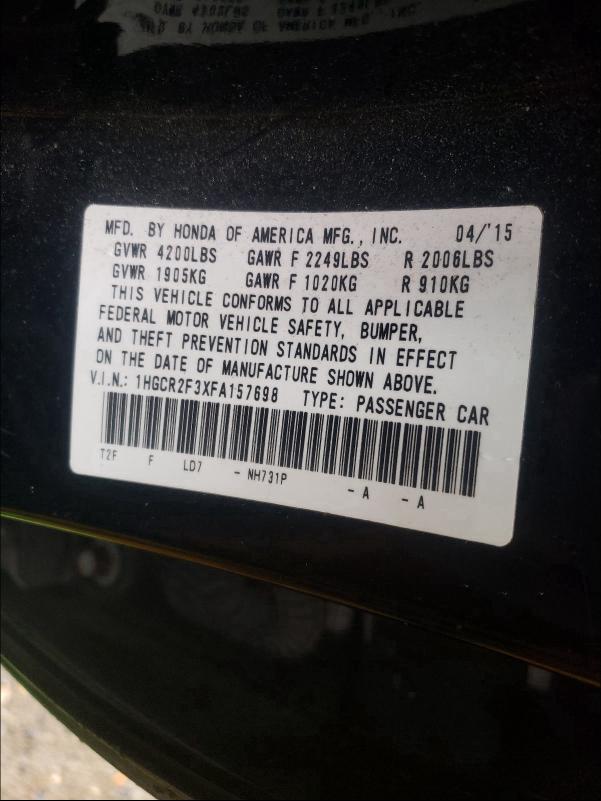 MFD. BY HONDA OF AMERICA MFG., INC. 04/'15
GVWR 4200LBS GAWR F 2249LBS R 2006LBS
GVWR 1905KG GAWR F 1020KG R 910KG
THIS VEHICLE CONFORMS TO ALL APPLICABLE
FEDERAL MOTOR VEHICLE SAFETY, BUMPER,
AND THEFT PREVENTION STANDARDS IN EFFECT
ON THE DATE OF MANUFACTURE SHOWN ABOVE.
V.I.N.: 1HGCR2F3XFA157698 TYPE: PASSENGER CAR
T2F F LD7 - NH731P - A - A